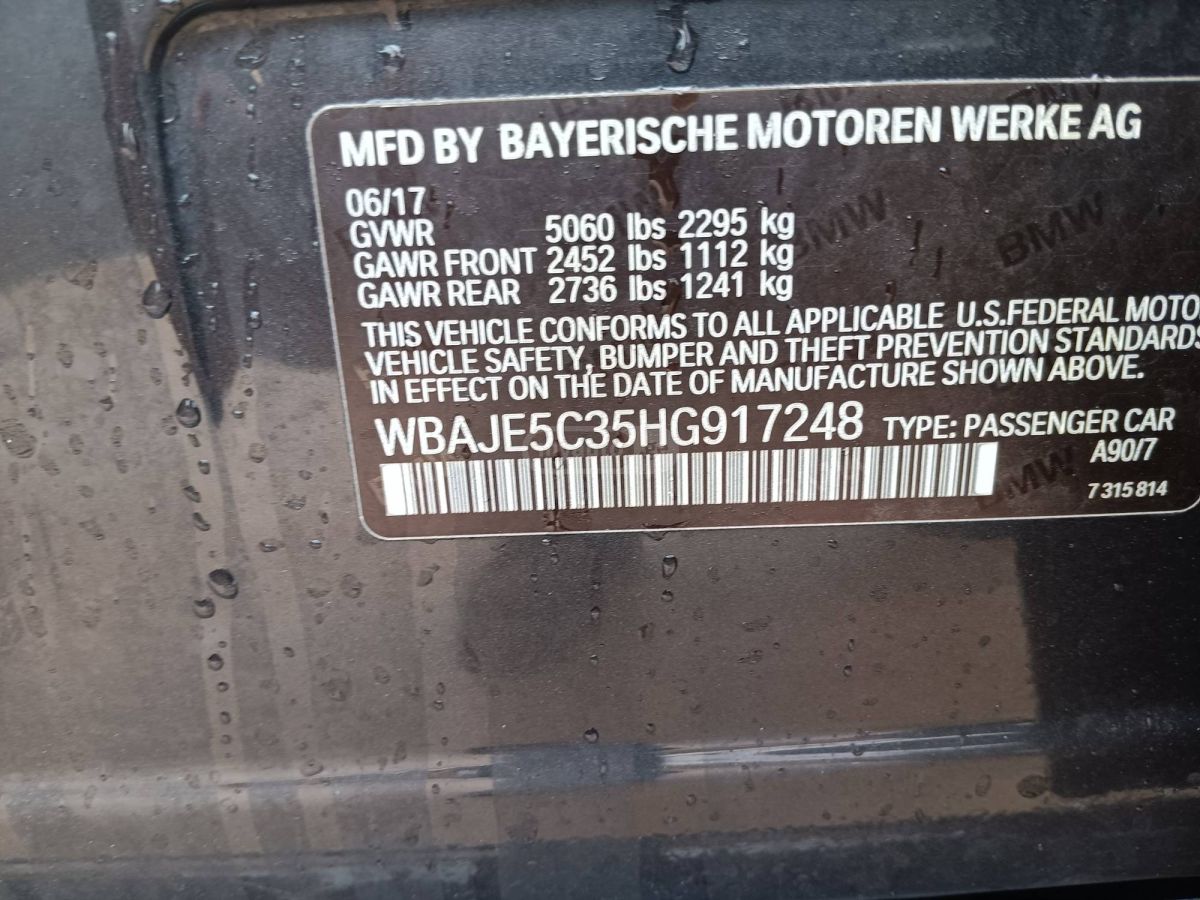 MFD BY BAYERISCHE MOTOREN WERKE AG
06/17
GVWR 5060 lbs 2295 kg
GAWR FRONT 2452 lbs 1112 kg
GAWR REAR 2736 lbs 1241 kg
THIS VEHICLE CONFORMS TO ALL APPLICABLE U.S.FEDERAL MOTO
VEHICLE SAFETY, BUMPER AND THEFT PREVENTION STANDARDS
IN EFFECT ON THE DATE OF MANUFACTURE SHOWN ABOVE.
WBAJE5C35HG917248 TYPE: PASSENGER CAR
A90/7
7 315 814
BMW
BMW
BMW